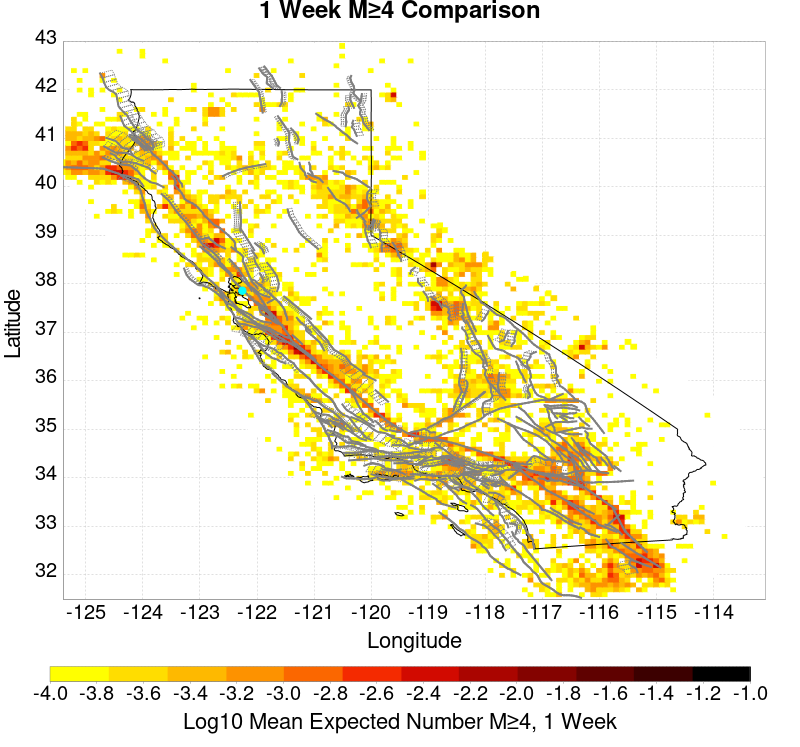 1 Week M≥4 Comparison
43
42
41
40
39
38
37
36
35
34
33
32
Latitude
-125 -124 -123 -122 -121 -120 -119 -118 -117 -116 -115 -114
Longitude
-4.0 -3.8 -3.6 -3.4 -3.2 -3.0 -2.8 -2.6 -2.4 -2.2 -2.0 -1.8 -1.6 -1.4 -1.2 -1.0
Log10 Mean Expected Number M≥4, 1 Week